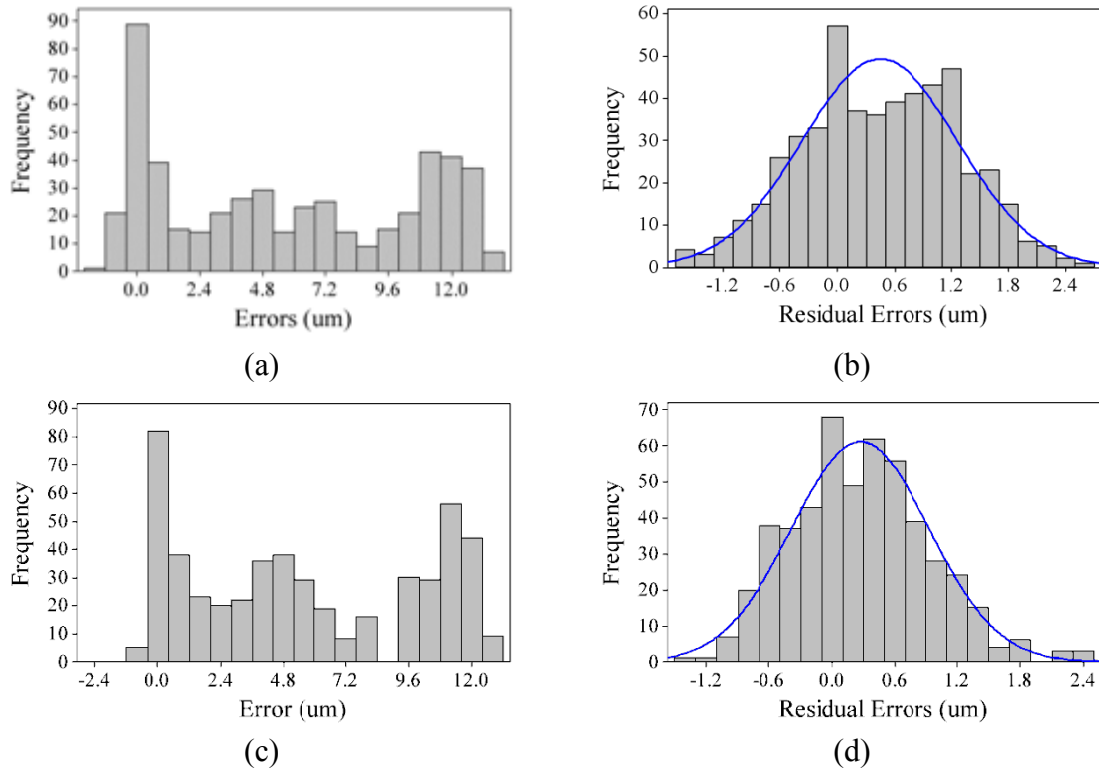 90
80
70
60
50
40
30
20
10
0
Frequency
0.0 2.4 4.8 7.2 9.6 12.0
Errors (um)
(a)
60
50
40
30
20
10
0
Frequency
-1.2 -0.6 0.0 0.6 1.2 1.8 2.4
Residual Errors (um)
(b)
90
80
70
60
50
40
30
20
10
0
Frequency
-2.4 0.0 2.4 4.8 7.2 9.6 12.0
Error (um)
(c)
70
60
50
40
30
20
10
0
Frequency
-1.2 -0.6 0.0 0.6 1.2 1.8 2.4
Residual Errors (um)
(d)